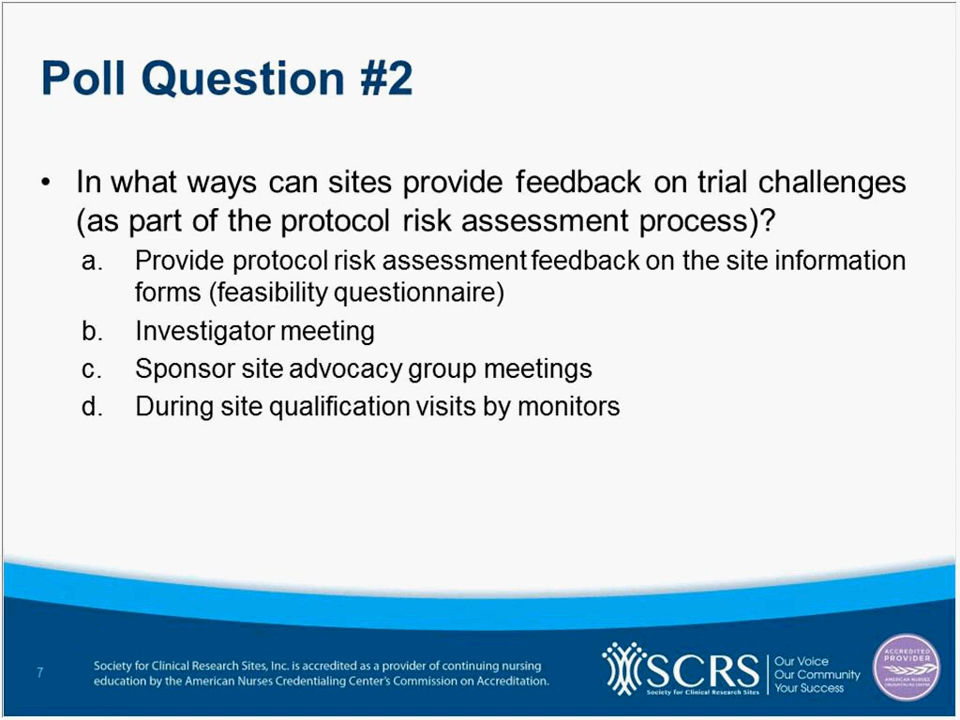 Poll Question #2
• In what ways can sites provide feedback on trial challenges
(as part of the protocol risk assessment process)?
a. Provide protocol risk assessment feedback on the site information
forms (feasibility questionnaire)
b. Investigator meeting
c. Sponsor site advocacy group meetings
d. During site qualification visits by monitors
7
Society for Clinical Research Sites, Inc. is accredited as a provider of continuing nursing
education by the American Nurses Credentialing Center's Commission on Accreditation.
SCRS
Society for Clinical Research Sites
Our Voice
Our Community
Your Success
ACCREDITED
PROVIDER
AMERICAN NURSES
CREDENTIALING CENTER